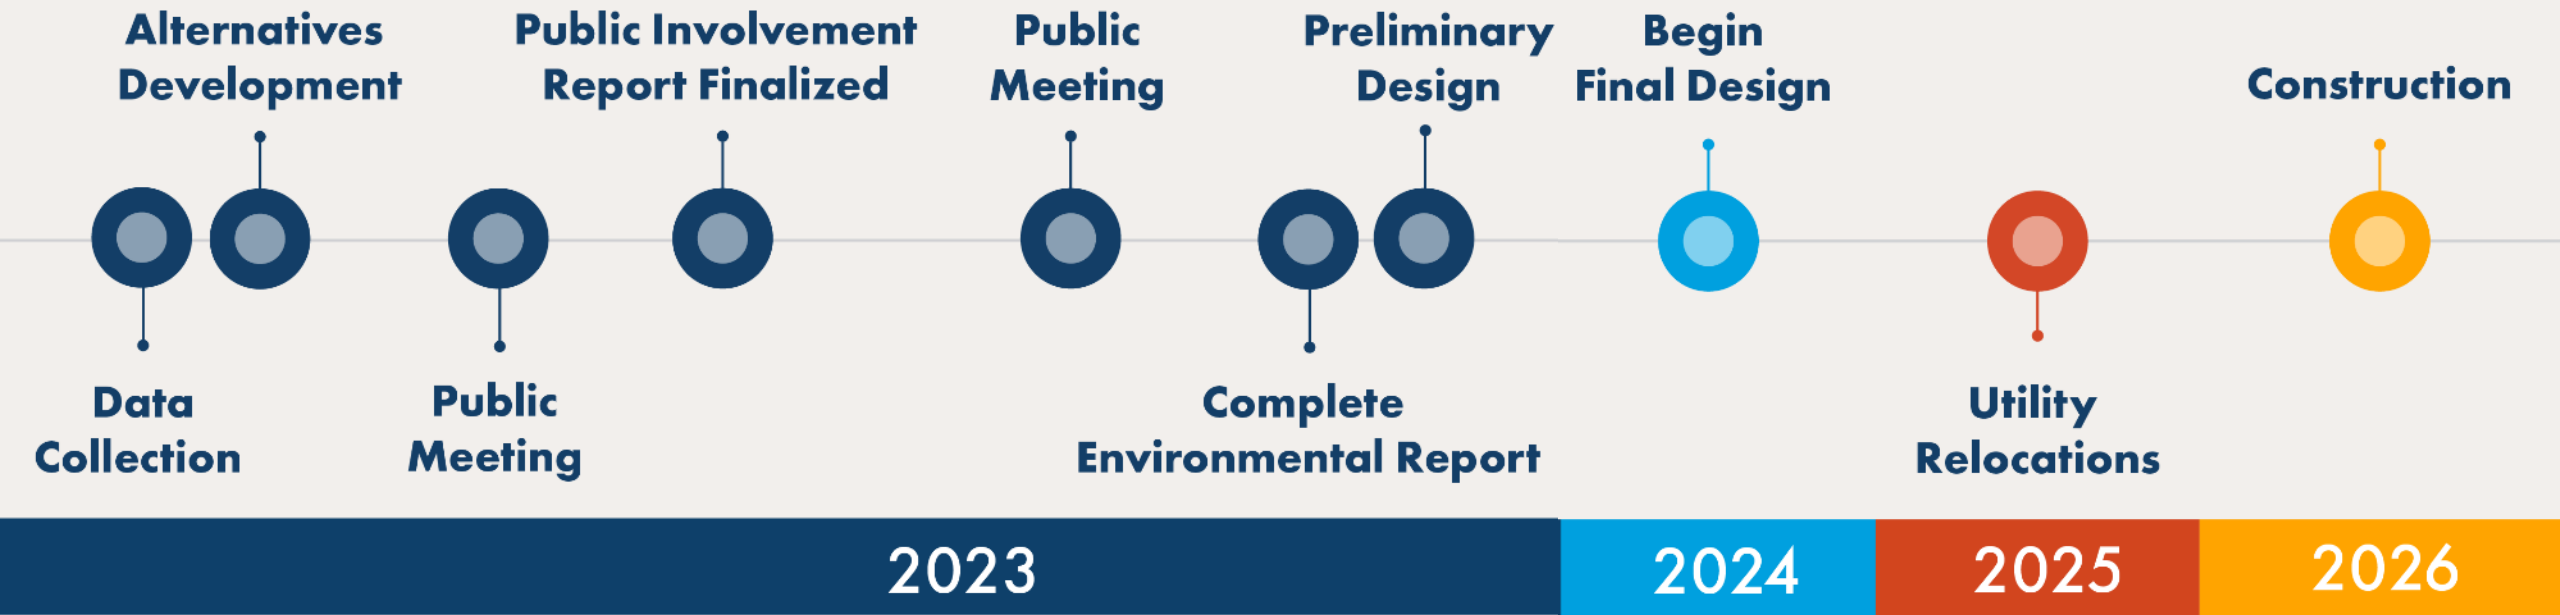 Alternatives
Development
Public Involvement
Report Finalized
Public
Meeting
Preliminary
Design
Begin
Final Design
Construction
Data
Collection
Public
Meeting
Complete
Environmental Report
Utility
Relocations
2023
2024
2025
2026